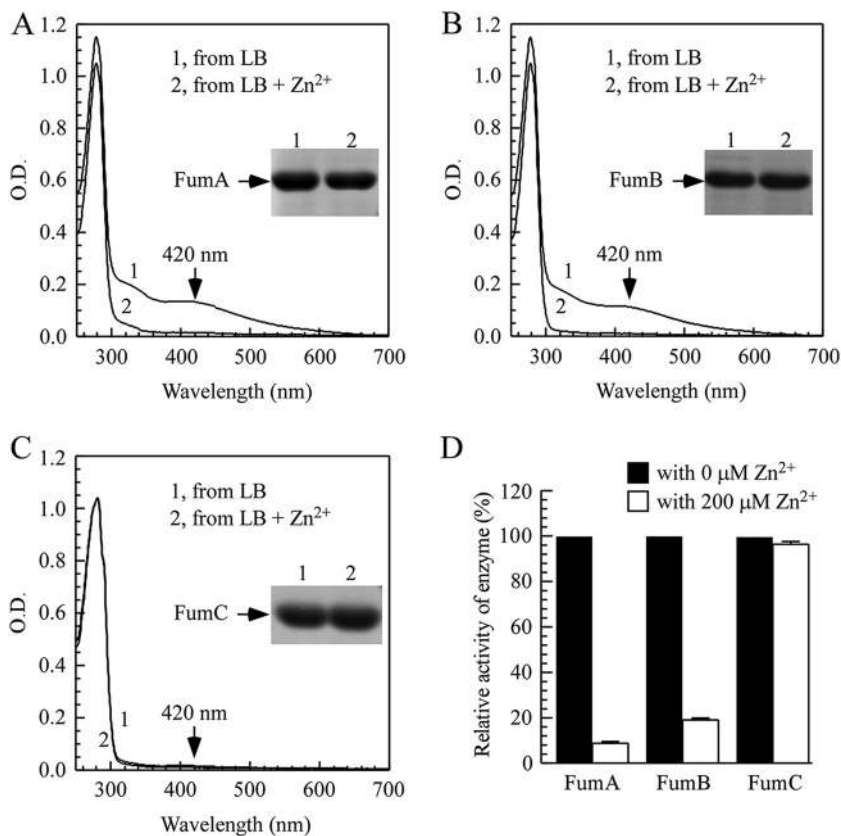 A
1.2
1.0
0.8
0.6
0.4
0.2
0.0
O.D.
1, from LB
2, from LB + Zn²⁺
1 2
FumA
420 nm
1
2
300 400 500 600 700
Wavelength (nm)
B
1.2
1.0
0.8
0.6
0.4
0.2
0.0
O.D.
1, from LB
2, from LB + Zn²⁺
1 2
FumB
420 nm
1
2
300 400 500 600 700
Wavelength (nm)
C
1.2
1.0
0.8
0.6
0.4
0.2
0.0
O.D.
1, from LB
2, from LB + Zn²⁺
1 2
FumC
420 nm
1
2
300 400 500 600 700
Wavelength (nm)
D
with 0 μM Zn²⁺
with 200 μM Zn²⁺
120
100
80
60
40
20
0
Relative activity of enzyme (%)
FumA FumB FumC